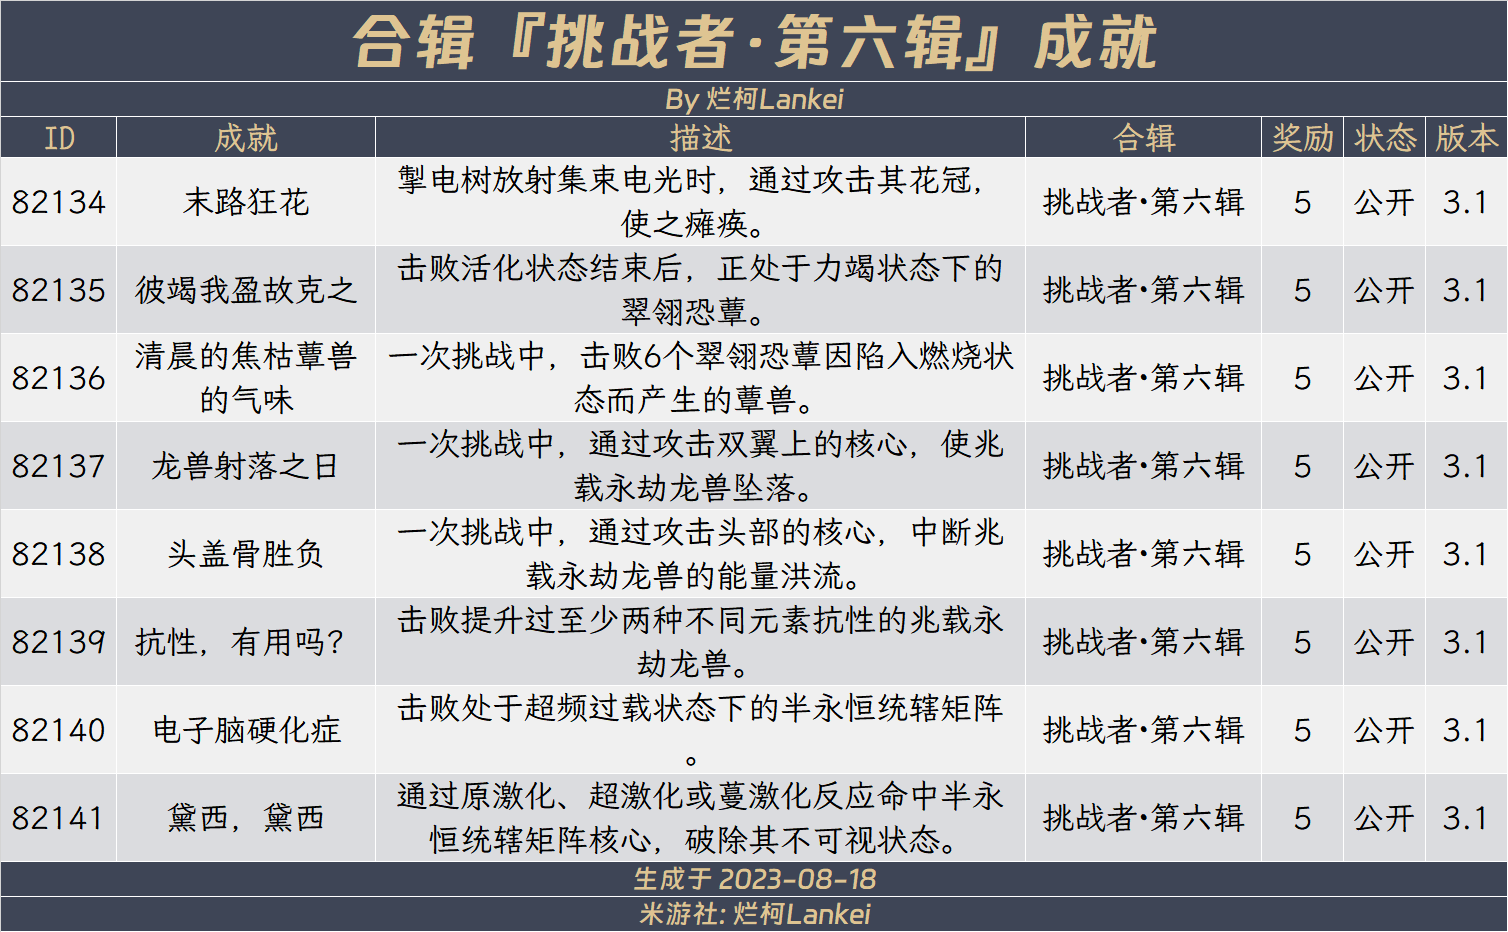 合辑『挑战者·第六辑』成就
By 烂柯Lankei
ID 成就 描述 合辑 奖励 状态 版本
82134 末路狂花 掣电树放射集束电光时，通过攻击其花冠，
使之瘫痪。 挑战者·第六辑 5 公开 3.1
82135 彼竭我盈故克之 击败活化状态结束后，正处于力竭状态下的
翠翎恐蕈。 挑战者·第六辑 5 公开 3.1
82136 清晨的焦枯蕈兽
的气味 一次挑战中，击败6个翠翎恐蕈因陷入燃烧状
态而产生的蕈兽。 挑战者·第六辑 5 公开 3.1
82137 龙兽射落之日 一次挑战中，通过攻击双翼上的核心，使兆
载永劫龙兽坠落。 挑战者·第六辑 5 公开 3.1
82138 头盖骨胜负 一次挑战中，通过攻击头部的核心，中断兆
载永劫龙兽的能量洪流。 挑战者·第六辑 5 公开 3.1
82139 抗性，有用吗？ 击败提升过至少两种不同元素抗性的兆载永
劫龙兽。 挑战者·第六辑 5 公开 3.1
82140 电子脑硬化症 击败处于超频过载状态下的半永恒统辖矩阵
。 挑战者·第六辑 5 公开 3.1
82141 黛西，黛西 通过原激化、超激化或蔓激化反应命中半永
恒统辖矩阵核心，破除其不可视状态。 挑战者·第六辑 5 公开 3.1
生成于 2023-08-18
米游社: 烂柯Lankei